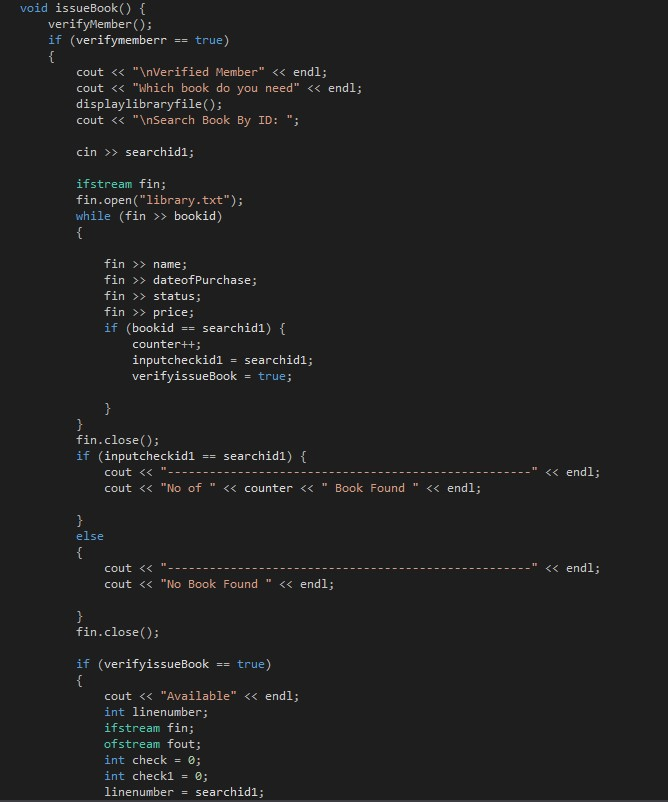 void issueBook() {
verifyMember();
if (verifymemberr == true)
{
cout << "\nVerified Member" << endl;
cout << "Which book do you need" << endl;
displaylibraryfile();
cout << "\nSearch Book By ID: ";
cin >> searchid1;
ifstream fin;
fin.open("library.txt");
while (fin >> bookid)
{
fin >> name;
fin >> dateofPurchase;
fin >> status;
fin >> price;
if (bookid == searchid1) {
counter++;
inputcheckid1 = searchid1;
verifyissueBook = true;
}
}
fin.close();
if (inputcheckid1 == searchid1) {
cout << "----------------------------------------------------" << endl;
cout << "No of " << counter << " Book Found " << endl;
}
else
{
cout << "----------------------------------------------------" << endl;
cout << "No Book Found " << endl;
}
fin.close();
if (verifyissueBook == true)
{
cout << "Available" << endl;
int linenumber;
ifstream fin;
ofstream fout;
int check = 0;
int check1 = 0;
linenumber = searchid1;